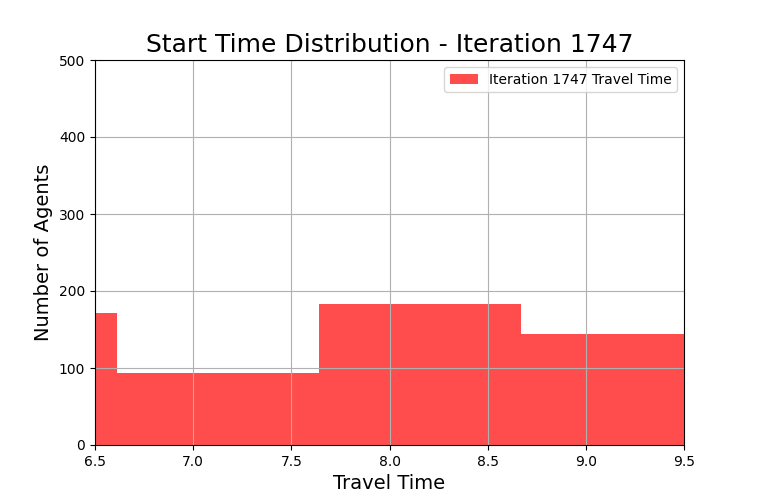 Start Time Distribution - Iteration 1747
Iteration 1747 Travel Time
Number of Agents
500
400
300
200
100
0
6.5 7.0 7.5 8.0 8.5 9.0 9.5
Travel Time